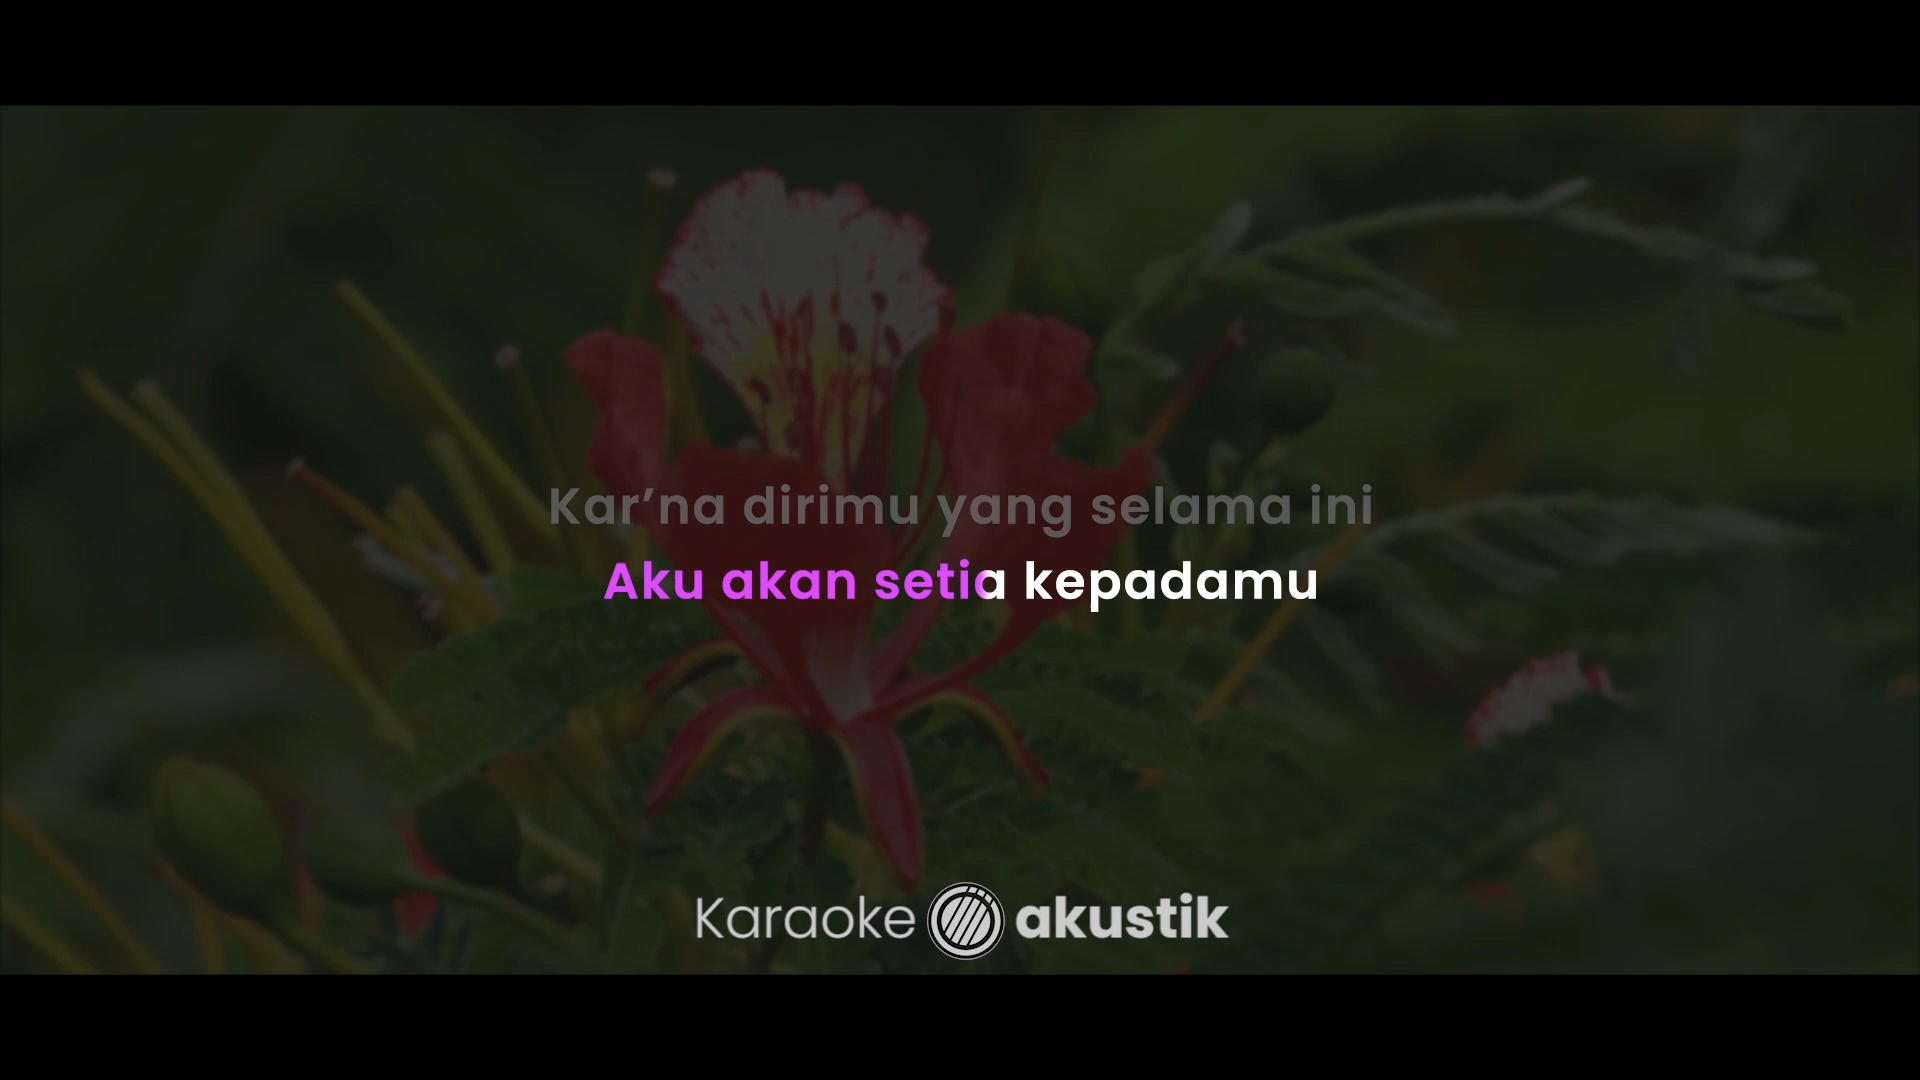 Kar’na dirimu yang selama ini
Aku akan setia kepadamu
Karaoke akustik